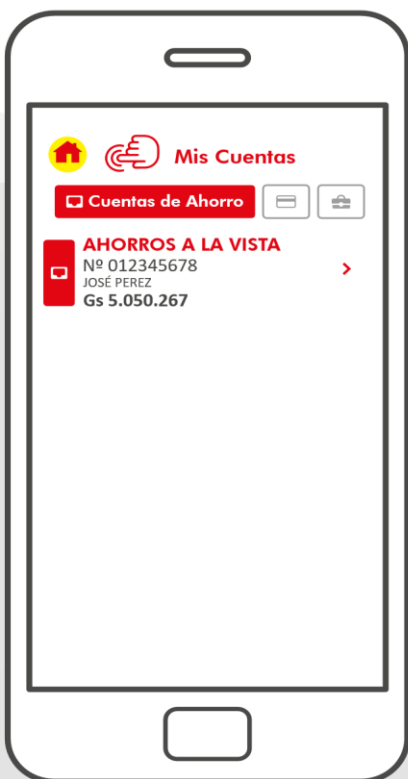 Mis Cuentas
Cuentas de Ahorro
AHORROS A LA VISTA
Nº 012345678
JOSÉ PEREZ
Gs 5.050.267